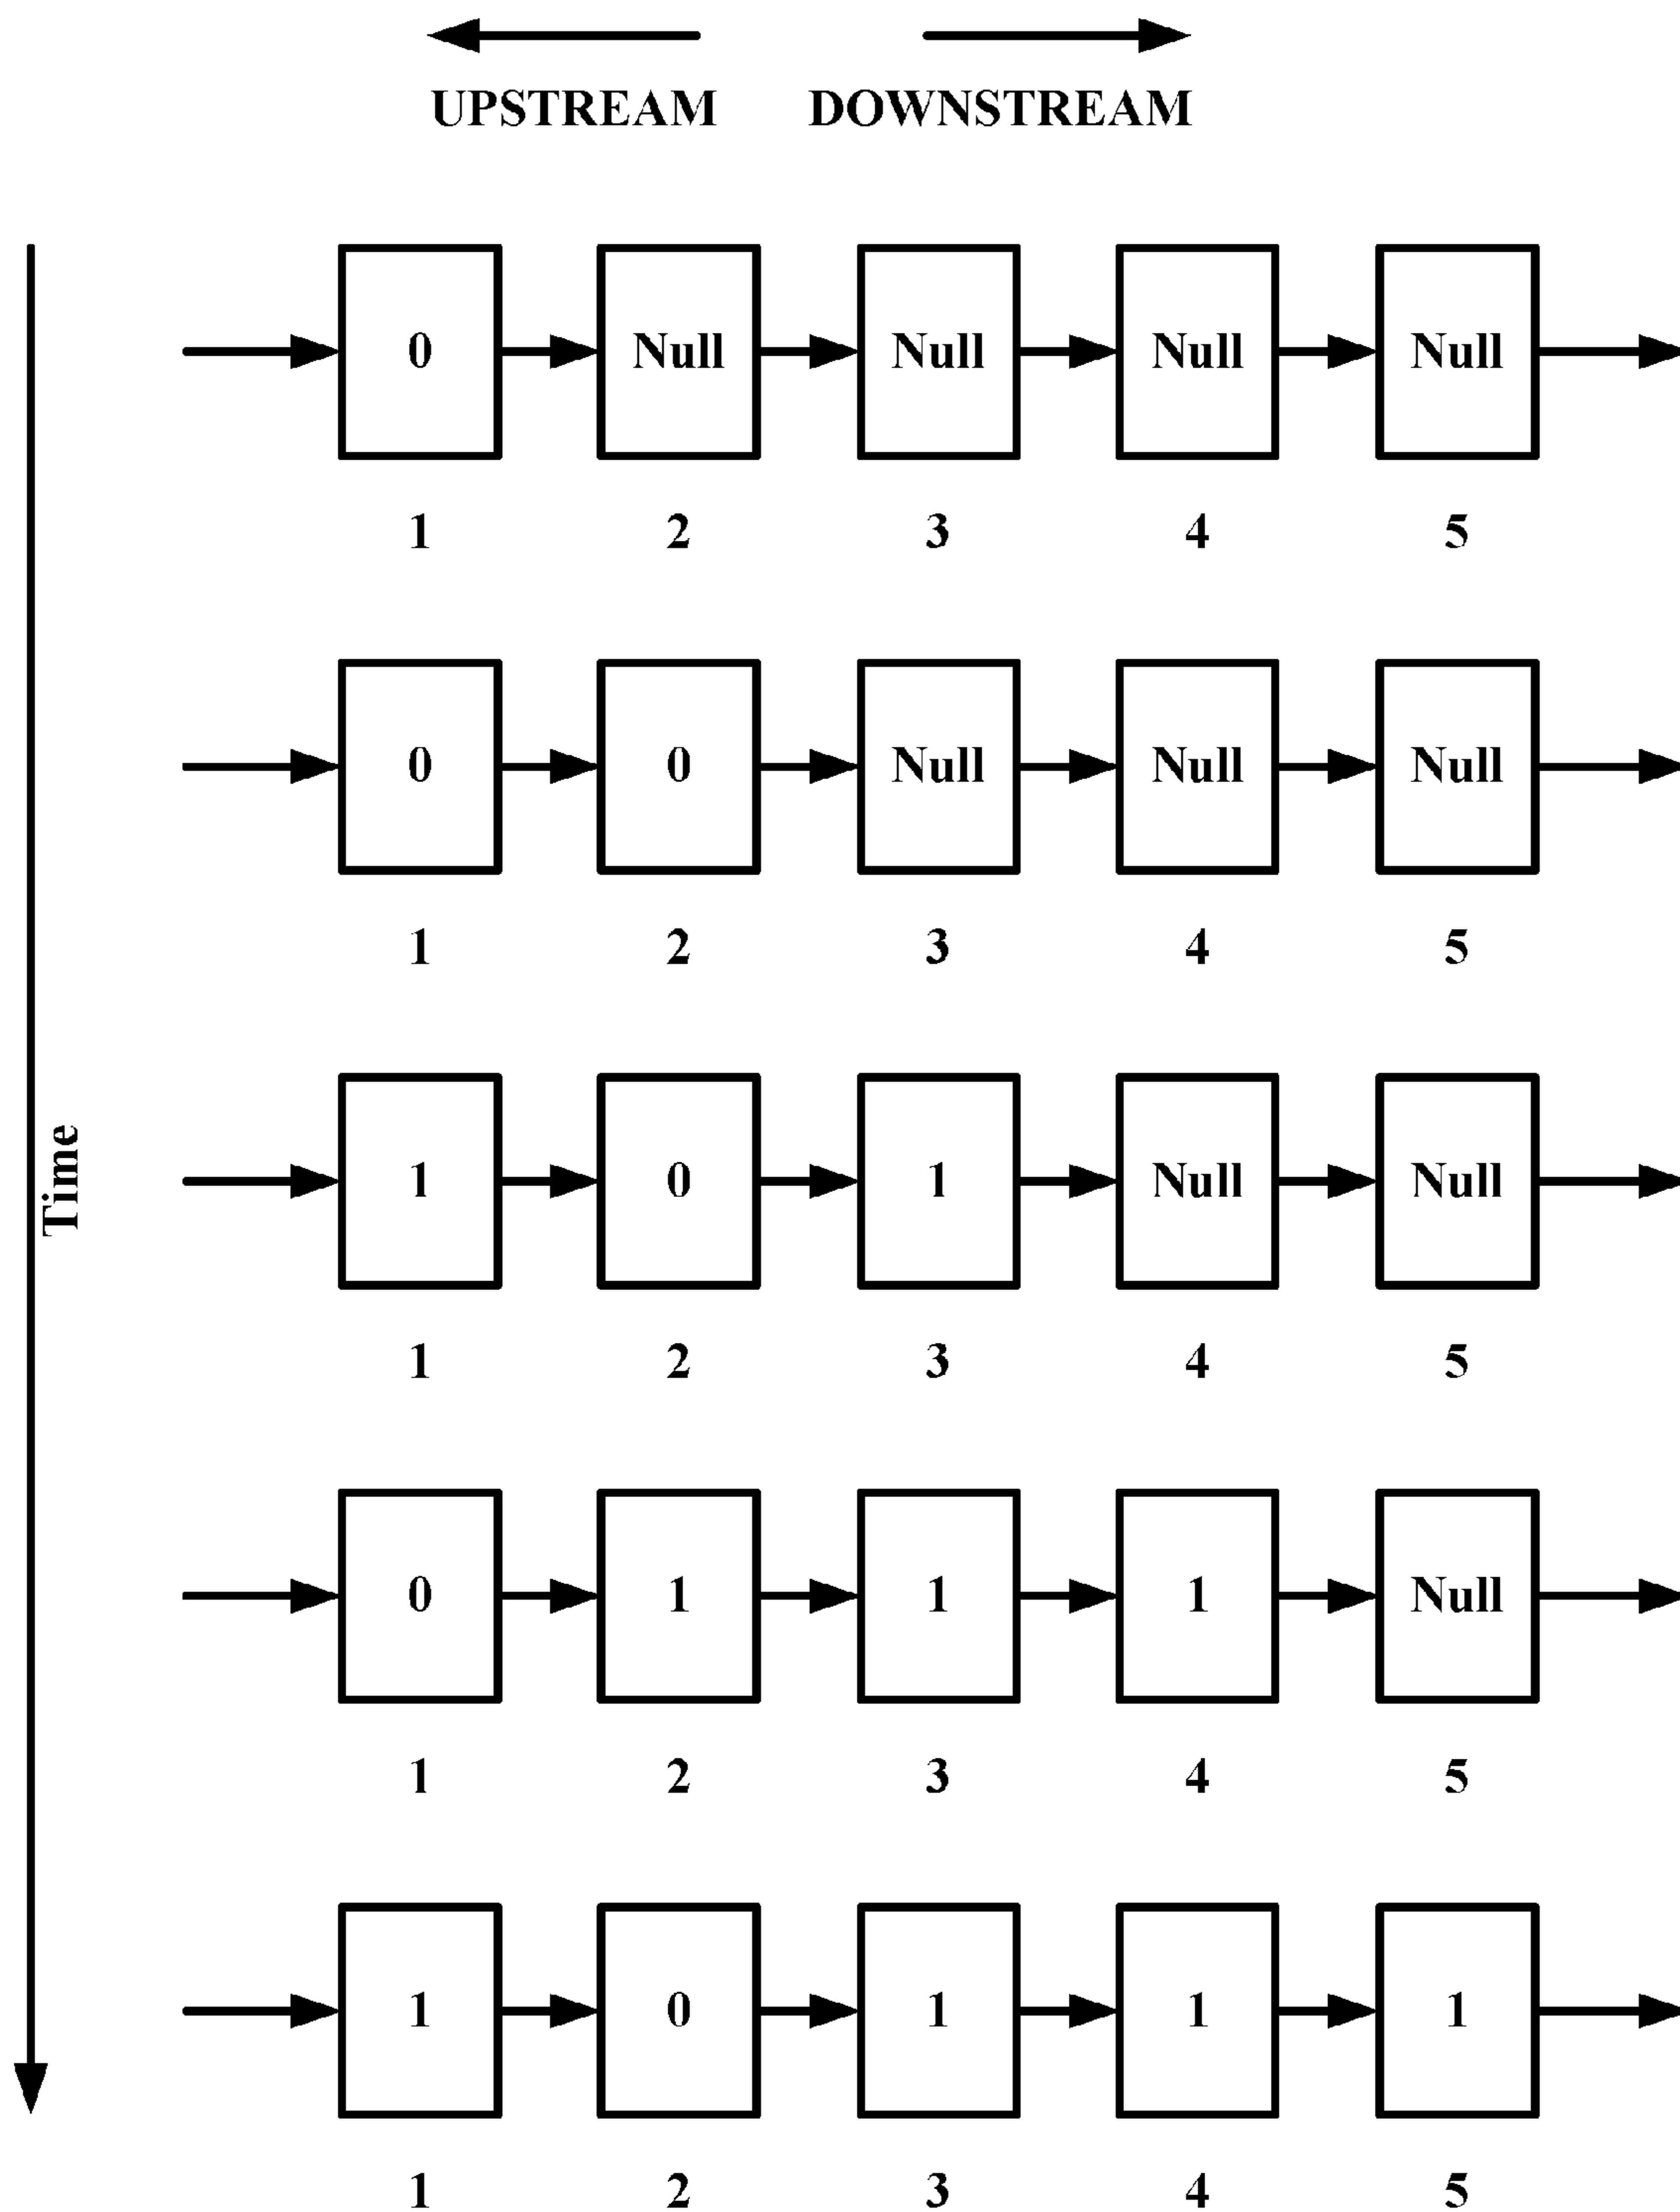 UPSTREAM DOWNSTREAM
0 Null Null Null Null
1 2 3 4 5
0 0 Null Null Null
1 2 3 4 5
Time
1 0 1 Null Null
1 2 3 4 5
0 1 1 1 Null
1 2 3 4 5
1 0 1 1 1
1 2 3 4 5